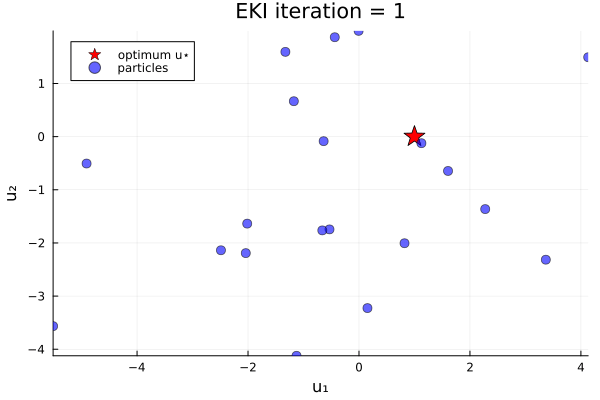 EKI iteration = 1
optimum u⋆
particles
u₂
1
0
−1
−2
−3
−4
−4
−2
0
2
4
u₁